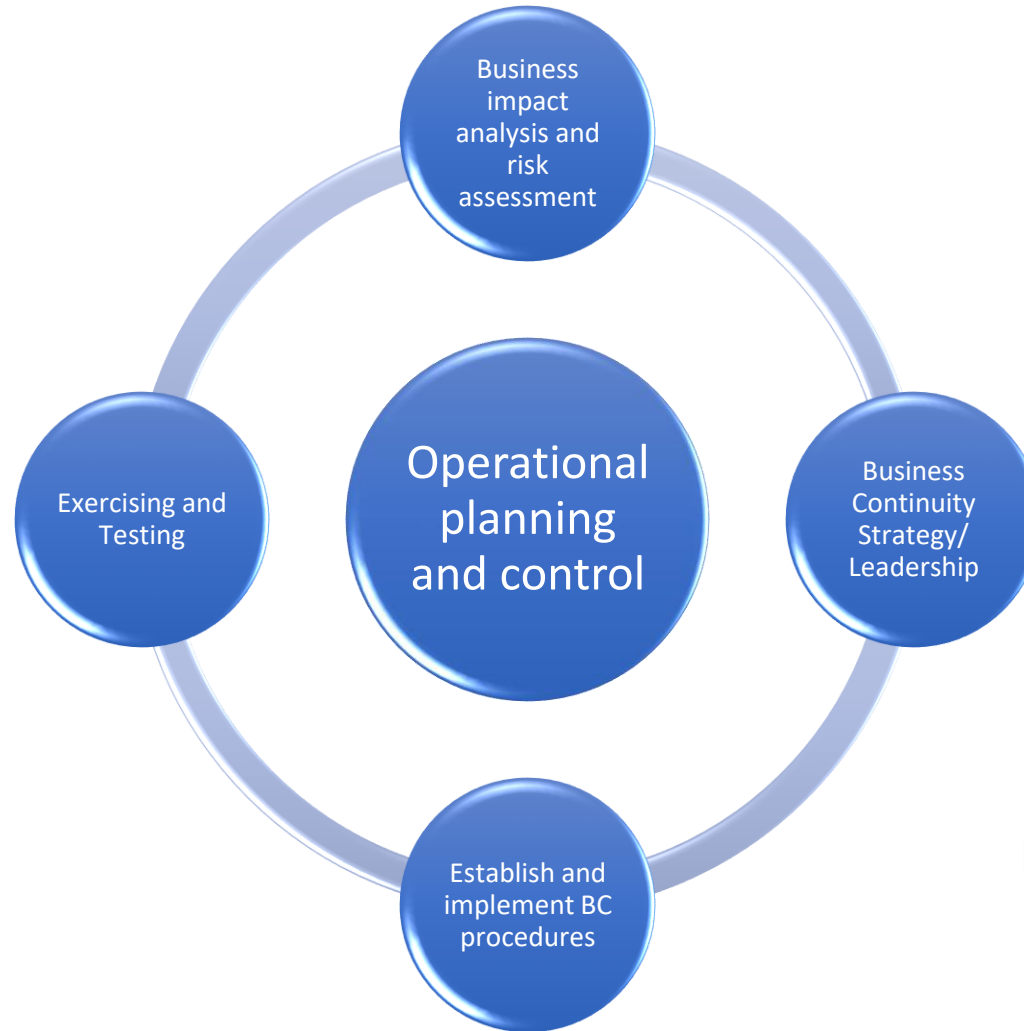 Business
impact
analysis and
risk
assessment
Operational
planning
and control
Exercising and
Testing
Business
Continuity
Strategy/
Leadership
Establish and
implement BC
procedures